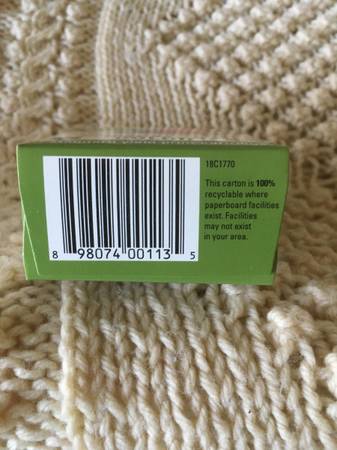 18C1770
This carton is 100%
recyclable where
paperboard facilities
exist. Facilities
may not exist
in your area.
8 98074 00113 5